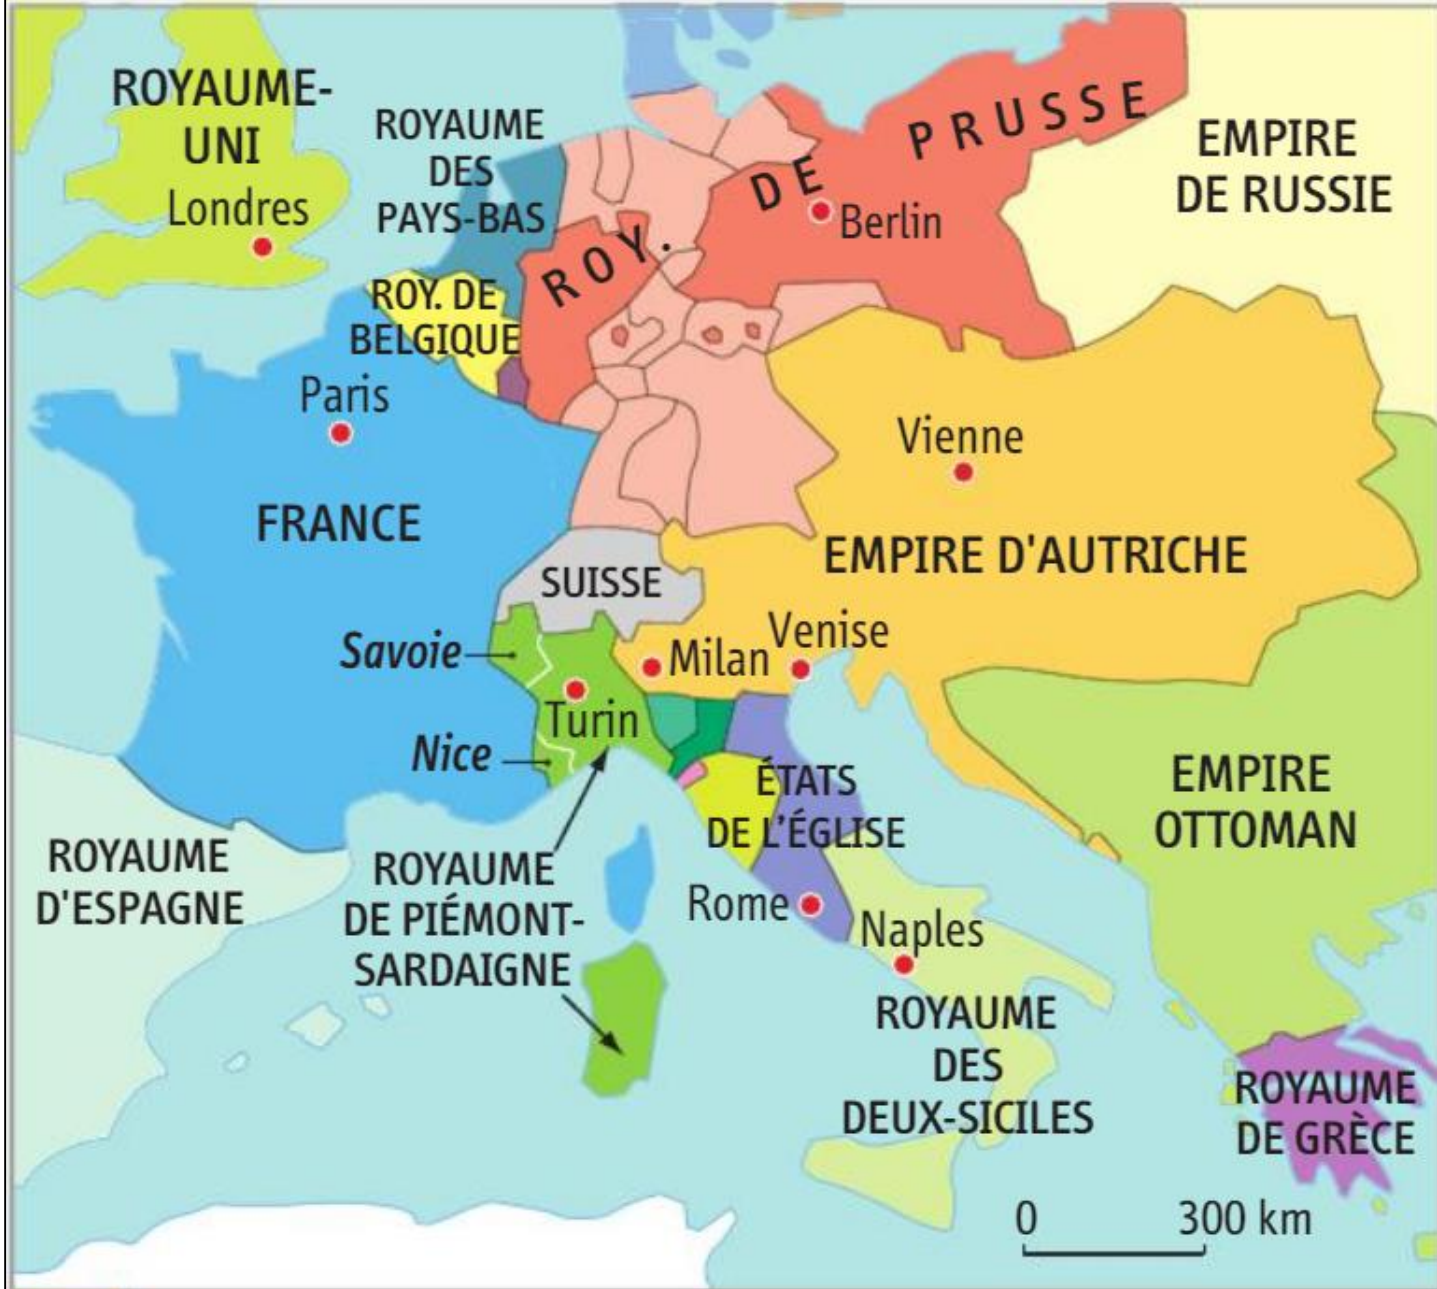 ROYAUME-
UNI
Londres
ROYAUME
DES
PAYS-BAS
ROY. DE PRUSSE
Berlin
EMPIRE
DE RUSSIE
ROY. DE
BELGIQUE
Paris
FRANCE
Vienne
EMPIRE D'AUTRICHE
SUISSE
Savoie
Milan
Venise
Turin
Nice
ÉTATS
DE L'ÉGLISE
EMPIRE
OTTOMAN
ROYAUME
D'ESPAGNE
ROYAUME
DE PIÉMONT-
SARDAIGNE
Rome
Naples
ROYAUME
DES
DEUX-SICILES
ROYAUME
DE GRÈCE
0 300 km